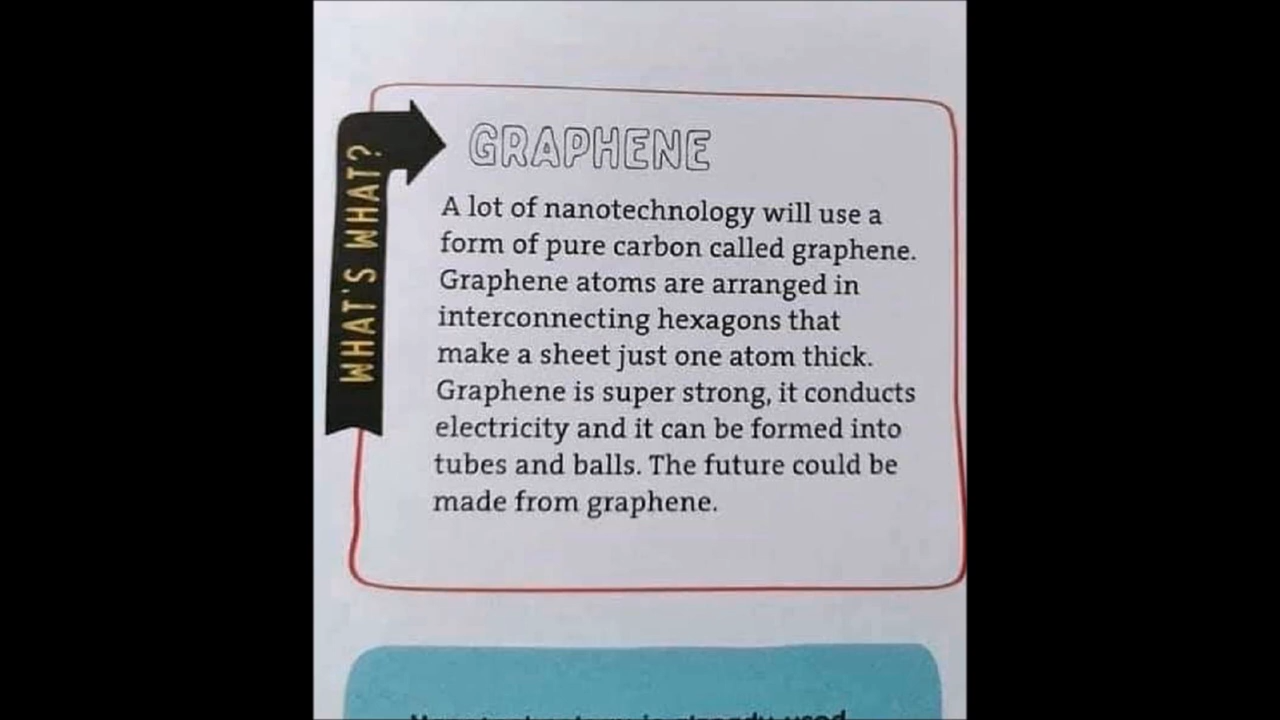 WHAT'S WHAT?
GRAPHENE
A lot of nanotechnology will use a
form of pure carbon called graphene.
Graphene atoms are arranged in
interconnecting hexagons that
make a sheet just one atom thick.
Graphene is super strong, it conducts
electricity and it can be formed into
tubes and balls. The future could be
made from graphene.